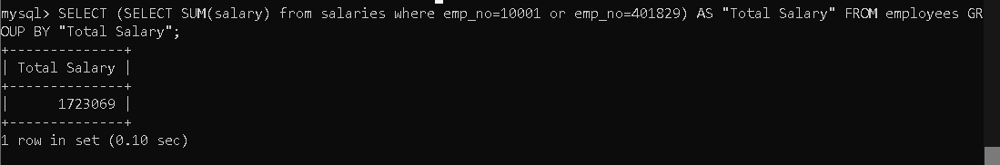 mysql> SELECT (SELECT SUM(salary) from salaries where emp_no=10001 or emp_no=401829) AS "Total Salary" FROM employees GR
OUP BY "Total Salary";
+--------------+
| Total Salary |
+--------------+
|      1723069 |
+--------------+
1 row in set (0.10 sec)